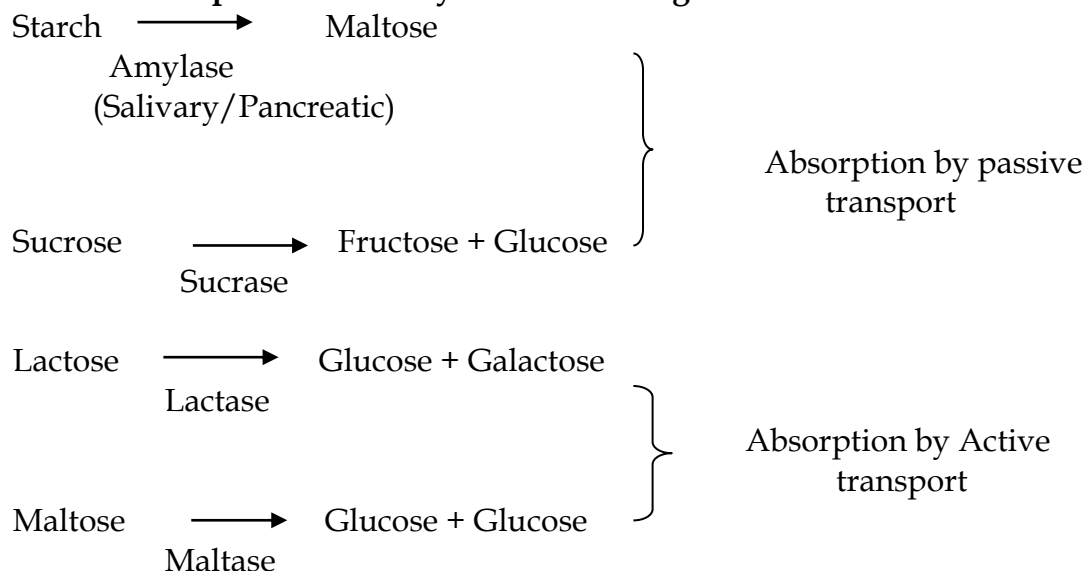 Starch Maltose
Amylase
(Salivary/Pancreatic)
Absorption by passive
transport
Sucrose Fructose + Glucose
Sucrase
Lactose Glucose + Galactose
Lactase
Absorption by Active
transport
Maltose Glucose + Glucose
Maltase